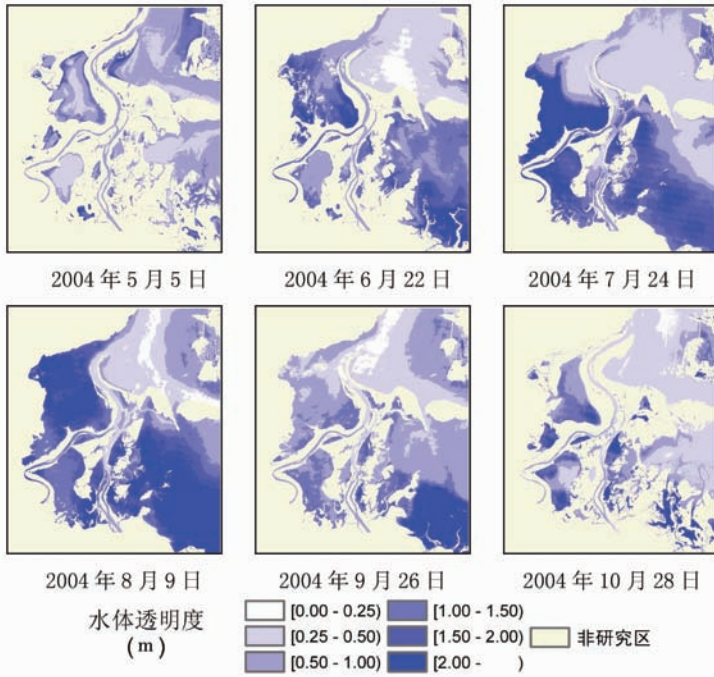 2004 年 5 月 5 日
2004 年 6 月 22 日
2004 年 7 月 24 日
2004 年 8 月 9 日
2004 年 9 月 26 日
2004 年 10 月 28 日
水体透明度
(m)
[0.00 - 0.25)
[0.25 - 0.50)
[0.50 - 1.00)
[1.00 - 1.50)
[1.50 - 2.00)
[2.00 - )
非研究区